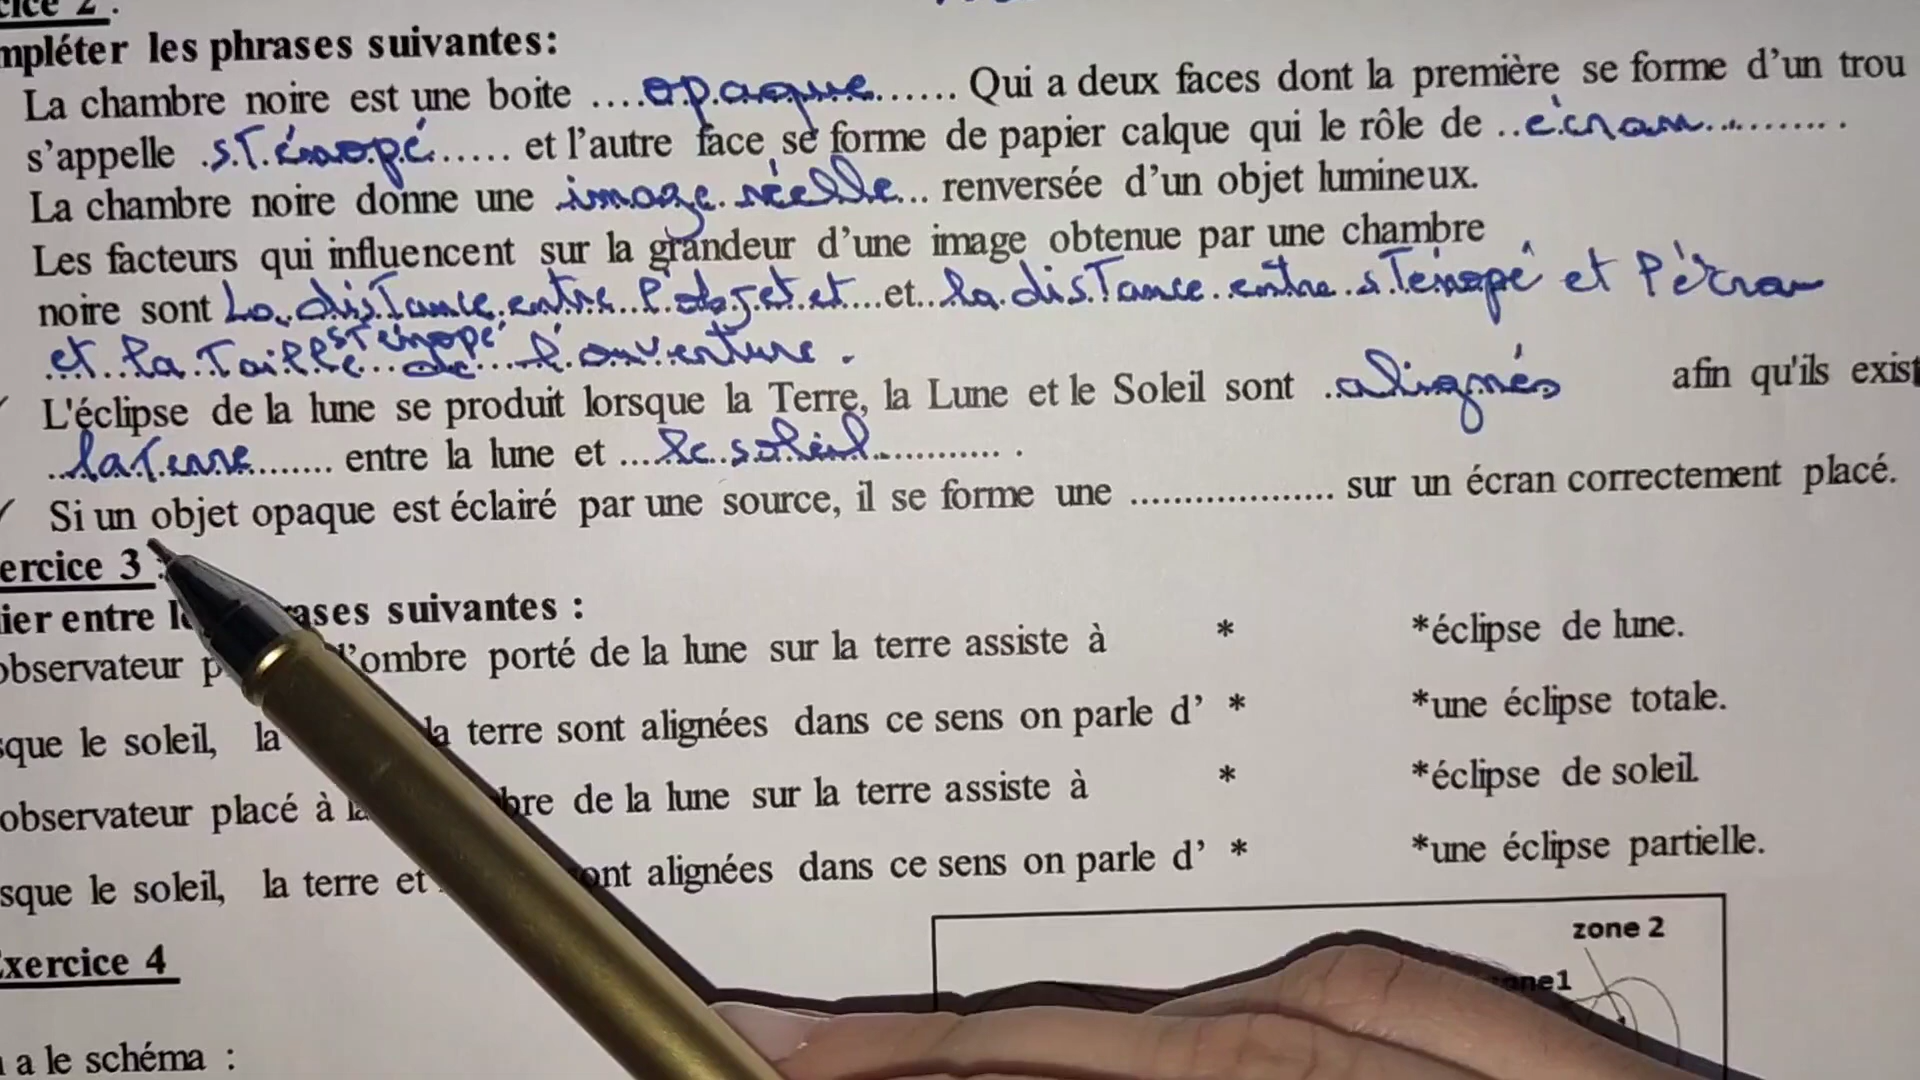 mpléter les phrases suivantes:
La chambre noire est une boite ....opaque...... Qui a deux faces dont la première se forme d'un trou
s'appelle .sténopé..... et l'autre face se forme de papier calque qui le rôle de ..écran........... .
La chambre noire donne une image réelle... renversée d'un objet lumineux.
Les facteurs qui influencent sur la grandeur d'une image obtenue par une chambre
noire sont La distance entre l'objet et....et..la distance entre sténopé et l'écran
sténopé
et la taille de l'ouverture.
L'éclipse de la lune se produit lorsque la Terre, la Lune et le Soleil sont .alignés afin qu'ils exist
..la Terre....... entre la lune et ...le soleil............ .
Si un objet opaque est éclairé par une source, il se forme une ................... sur un écran correctement placé.
ercice 3 :
ier entre ases suivantes :
observateur p l'ombre porté de la lune sur la terre assiste à * *éclipse de lune.
sque le soleil, la la terre sont alignées dans ce sens on parle d' * *une éclipse totale.
observateur placé à la bre de la lune sur la terre assiste à * *éclipse de soleil
sque le soleil, la terre et ont alignées dans ce sens on parle d' * *une éclipse partielle.
zone 2
Exercice 4
one1
a le schéma :